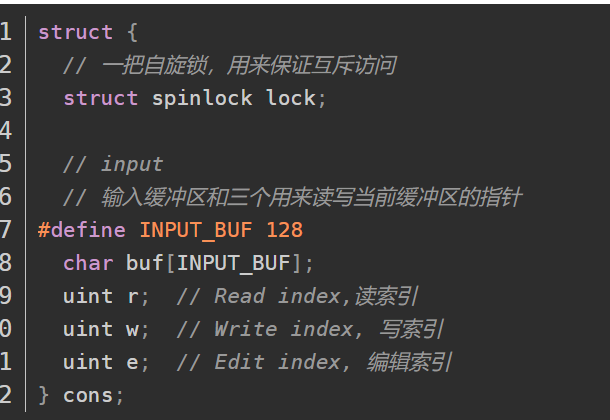 1 struct {
2 // 一把自旋锁，用来保证互斥访问
3 struct spinlock lock;
4
5 // input
6 // 输入缓冲区和三个用来读写当前缓冲区的指针
7 #define INPUT_BUF 128
8 char buf[INPUT_BUF];
9 uint r; // Read index,读索引
0 uint w; // Write index, 写索引
1 uint e; // Edit index, 编辑索引
2 } cons;